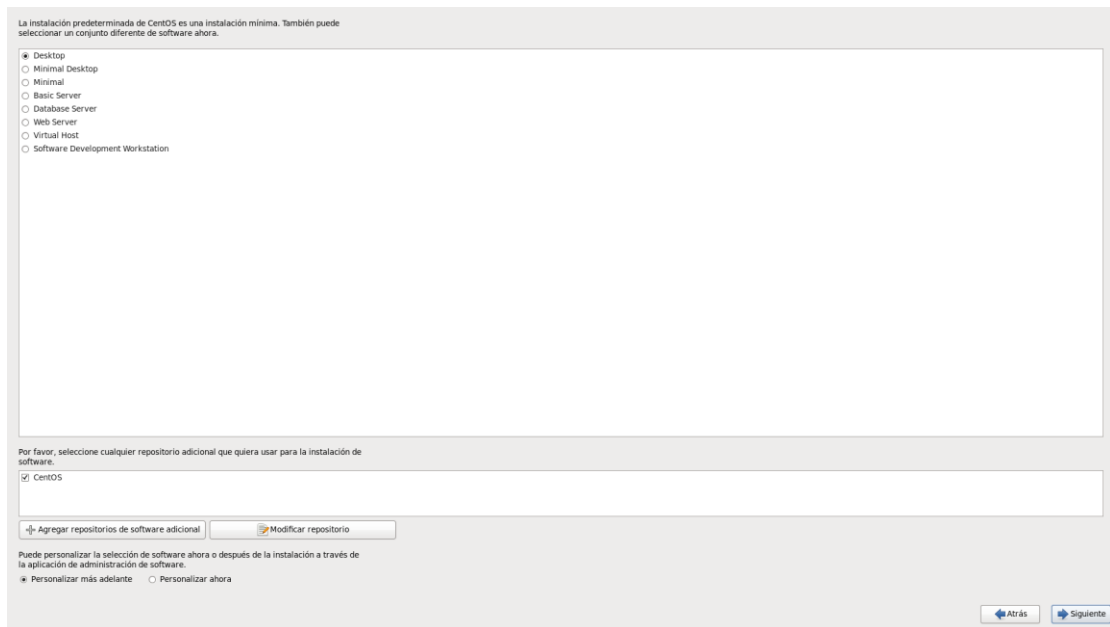 La instalación predeterminada de CentOS es una instalación mínima. También puede
seleccionar un conjunto diferente de software ahora.
Desktop
Minimal Desktop
Minimal
Basic Server
Database Server
Web Server
Virtual Host
Software Development Workstation
Por favor, seleccione cualquier repositorio adicional que quiera usar para la instalación de
software.
CentOS
Agregar repositorios de software adicional
Modificar repositorio
Puede personalizar la selección de software ahora o después de la instalación a través de
la aplicación de administración de software.
Personalizar más adelante
Personalizar ahora
Atrás
Siguiente